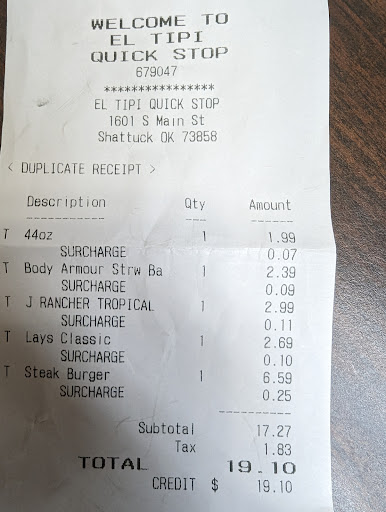 WELCOME TO
EL TIPI
QUICK STOP
679047
****************
EL TIPI QUICK STOP
1601 S Main St
Shattuck OK 73858
< DUPLICATE RECEIPT >
Description Qty Amount
----------- --- ------
T 44oz 1 1.99
SURCHARGE 0.07
T Body Armour Strw Ba 1 2.39
SURCHARGE 0.09
T J RANCHER TROPICAL 1 2.99
SURCHARGE 0.11
T Lays Classic 1 2.69
SURCHARGE 0.10
T Steak Burger 1 6.59
SURCHARGE 0.25
----------
Subtotal 17.27
Tax 1.83
TOTAL 19.10
CREDIT $ 19.10